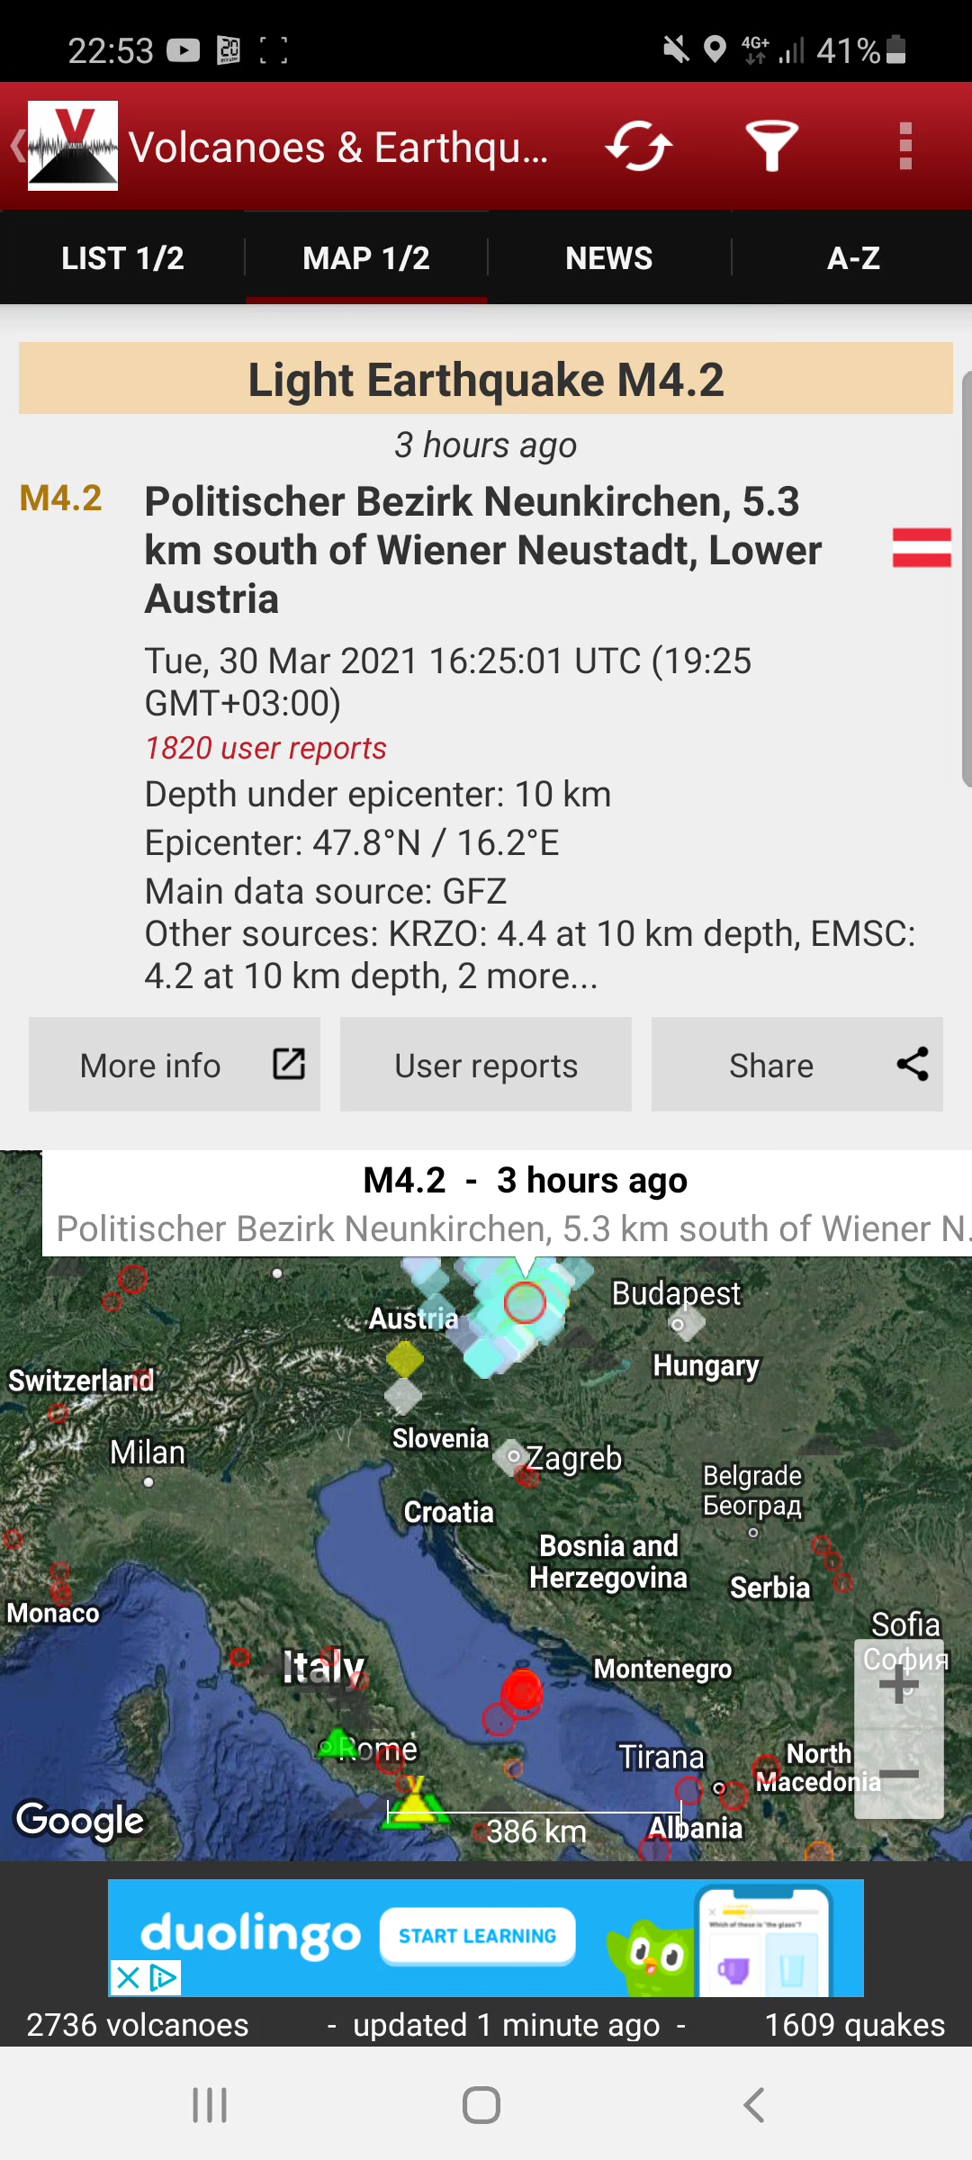 22:53
20
4G+
41%
V
Volcanoes & Earthqu...
LIST 1/2
MAP 1/2
NEWS
A-Z
Light Earthquake M4.2
3 hours ago
M4.2
Politischer Bezirk Neunkirchen, 5.3
km south of Wiener Neustadt, Lower
Austria
Tue, 30 Mar 2021 16:25:01 UTC (19:25
GMT+03:00)
1820 user reports
Depth under epicenter: 10 km
Epicenter: 47.8°N / 16.2°E
Main data source: GFZ
Other sources: KRZO: 4.4 at 10 km depth, EMSC:
4.2 at 10 km depth, 2 more...
More info
User reports
Share
M4.2 - 3 hours ago
Politischer Bezirk Neunkirchen, 5.3 km south of Wiener N.
Budapest
Austria
Hungary
Switzerland
Slovenia
Milan
Zagreb
Belgrade
Београд
Croatia
Bosnia and
Herzegovina
Serbia
Monaco
Sofia
София
Italy
Montenegro
+
Rome
Tirana
North
Macedonia
−
Google
386 km
Albania
duolingo
START LEARNING
Which of these is "the glass"?
2736 volcanoes
- updated 1 minute ago -
1609 quakes